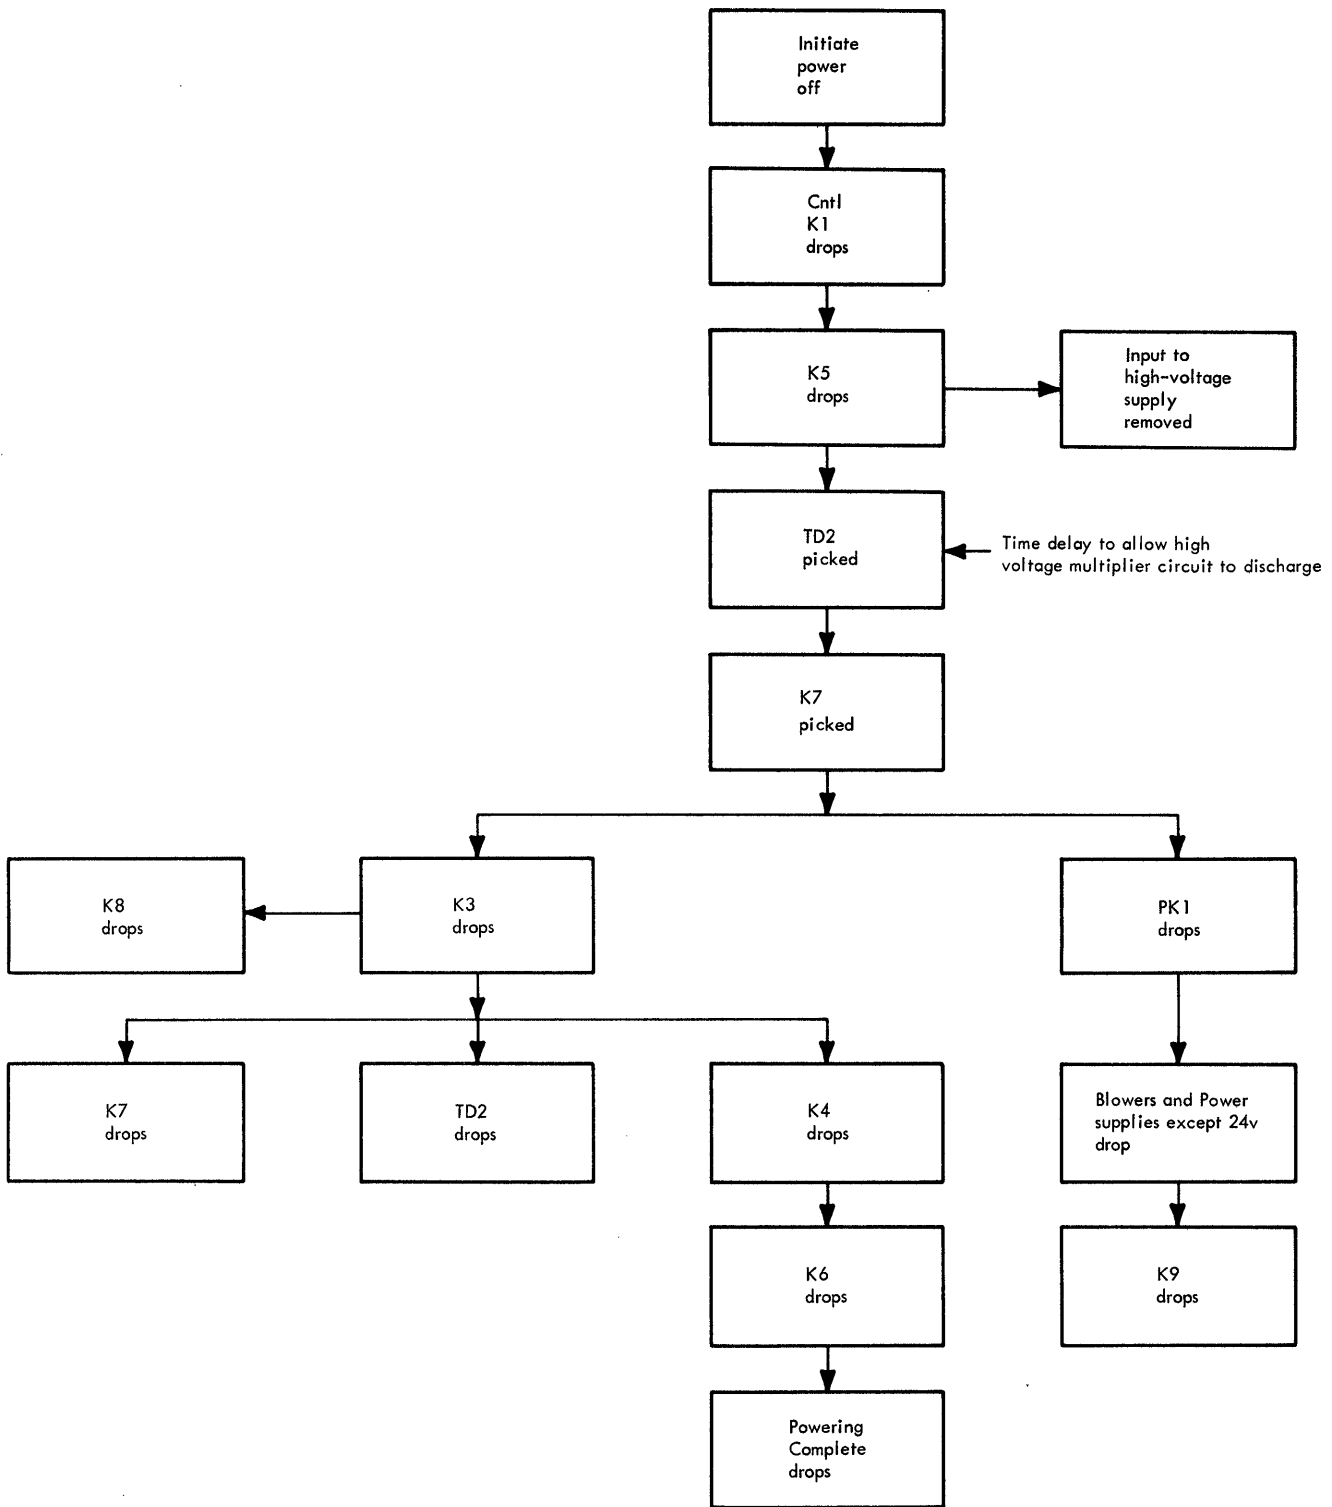 Initiate
power
off
Cntl
K1
drops
K5
drops
Input to
high-voltage
supply
removed
TD2
picked
Time delay to allow high
voltage multiplier circuit to discharge
K7
picked
K8
drops
K3
drops
PK1
drops
K7
drops
TD2
drops
K4
drops
Blowers and Power
supplies except 24v
drop
K6
drops
K9
drops
Powering
Complete
drops